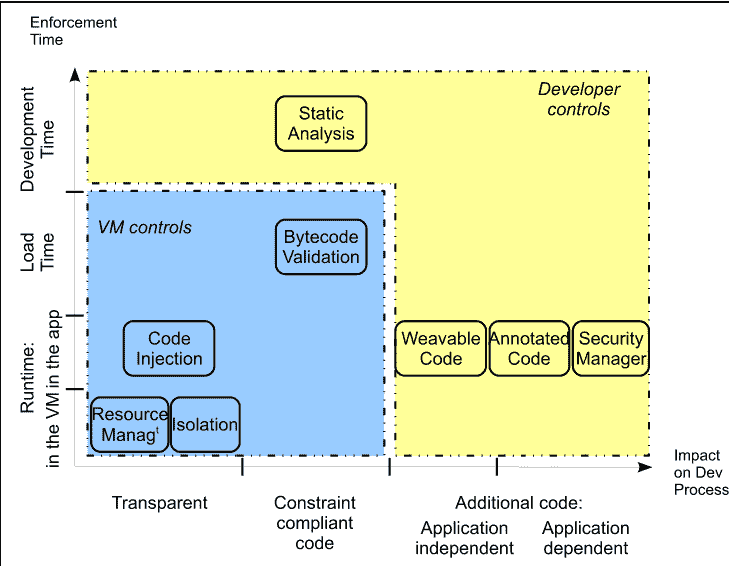 Enforcement
Time
Developer
controls
Static
Analysis
Development
Time
VM controls
Bytecode
Validation
Load
Time
Code
Injection
Weavable
Code
Annotated
Code
Security
Manager
Runtime:
in the VM in the app
Resource
Managᵗ
Isolation
Impact
on Dev
Process
Transparent
Constraint
compliant
code
Additional code:
Application
independent
Application
dependent